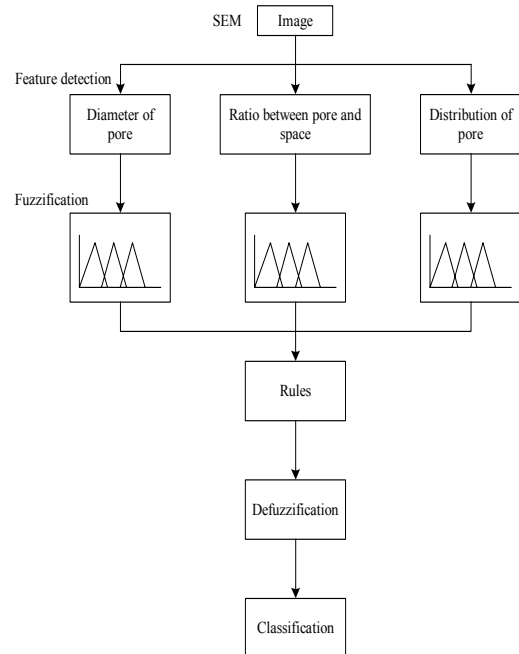 SEM
Image
Feature detection
Diameter of
pore
Ratio between pore and
space
Distribution of
pore
Fuzzification
Rules
Defuzzification
Classification